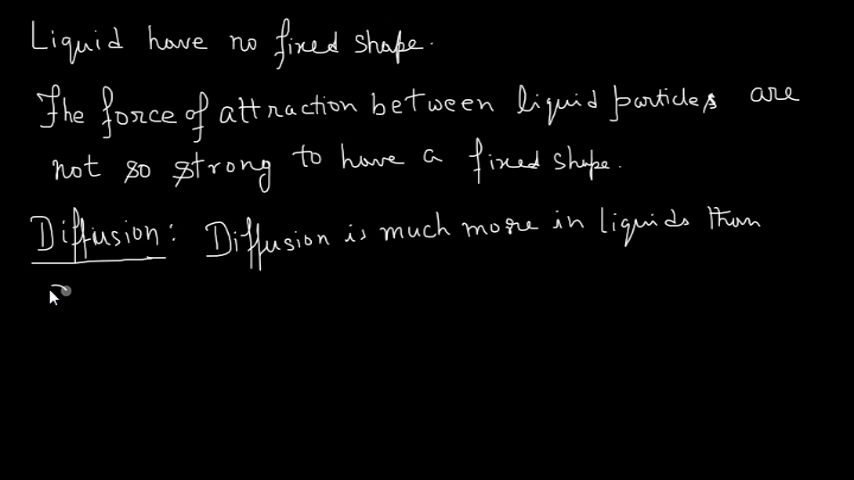 Liquid have no fixed shape.
The force of attraction between liquid particles are
not so strong to have a fixed shape.
Diffusion: Diffusion is much more in liquids than